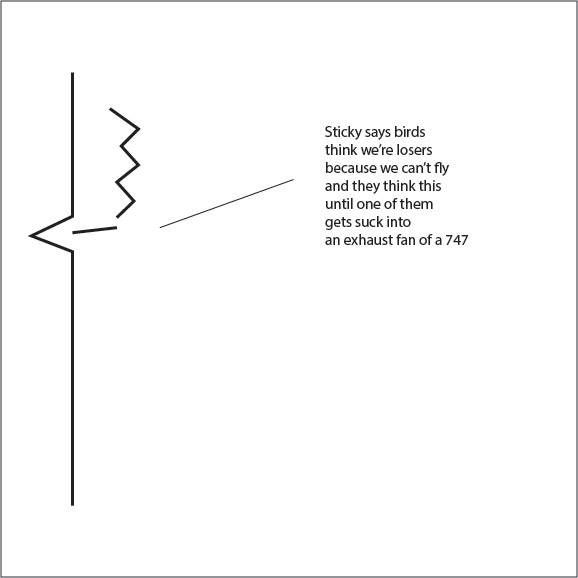 Sticky says birds
think we’re losers
because we can’t fly
and they think this
until one of them
gets suck into
an exhaust fan of a 747